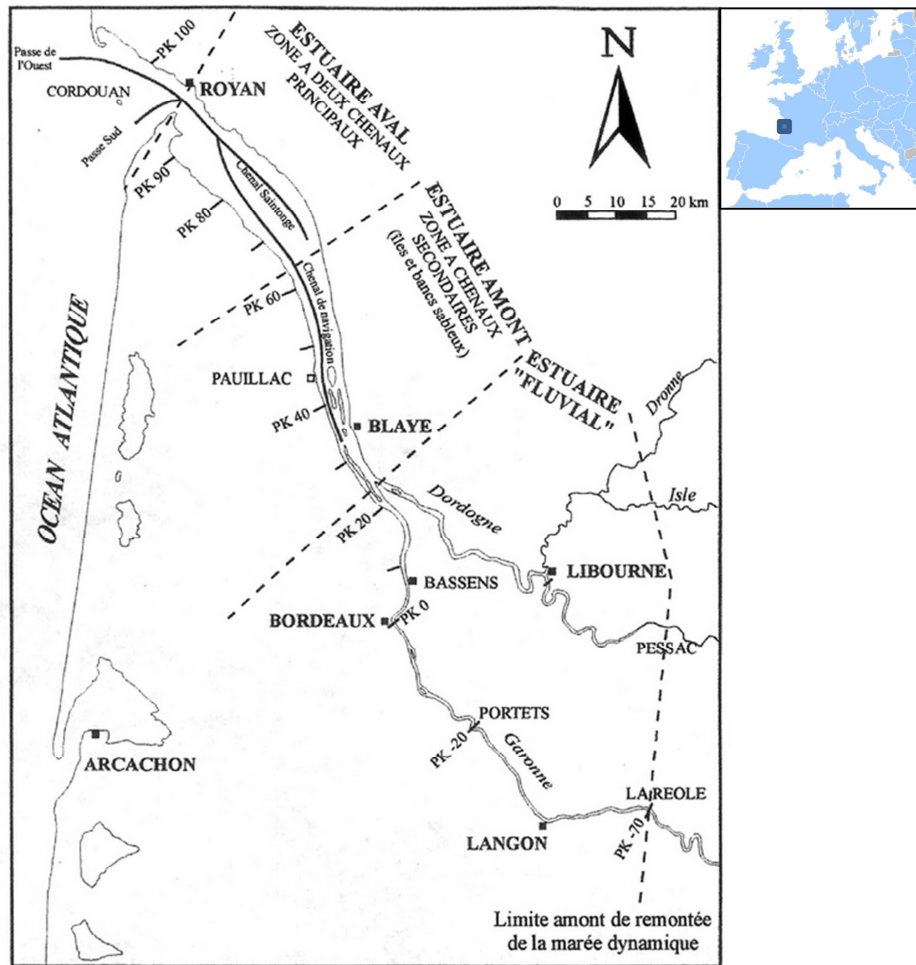 PK 100
Passe de
l'Ouest
CORDOUAN
ROYAN
Passe Sud
PK 90
PK 80
Chenal Saintonge
ESTUAIRE AVAL
ZONE A DEUX CHENAUX
PRINCIPAUX
N
0 5 10 15 20 km
ESTUAIRE AMONT
ZONE A CHENAUX
SECONDAIRES
(îles et bancs sableux)
Chenal de navigation
PK 60
OCEAN ATLANTIQUE
PAUILLAC
PK 40
BLAYE
ESTUAIRE
"FLUVIAL"
Dronne
Isle
Dordogne
PK 20
LIBOURNE
BASSENS
BORDEAUX
PK 0
PESSAC
PORTETS
PK -20
Garonne
ARCACHON
LA REOLE
LANGON
PK -70
Limite amont de remontée
de la marée dynamique